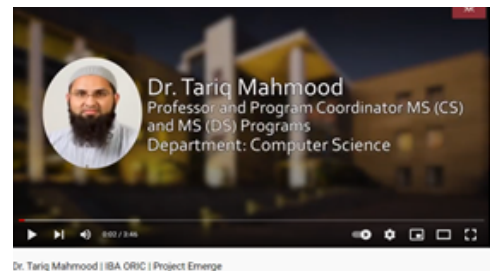 Dr. Tariq Mahmood
Professor and Program Coordinator MS (CS)
and MS (DS) Programs
Department: Computer Science
0:02 / 3:46
Dr. Tariq Mahmood | IBA ORIC | Project Emerge